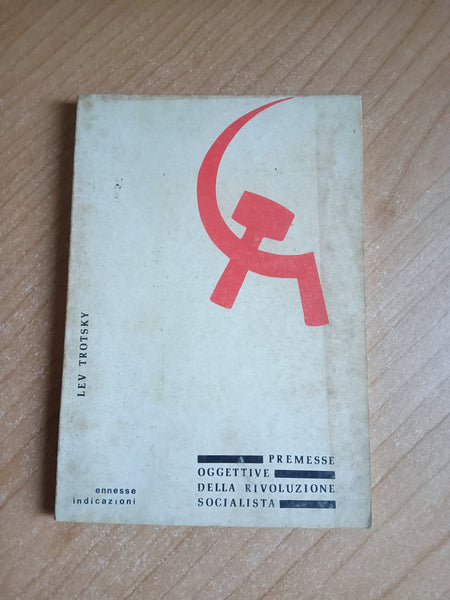 LEV TROTSKY
PREMESSE
OGGETTIVE
DELLA RIVOLUZIONE
SOCIALISTA
ennesse
indicazioni